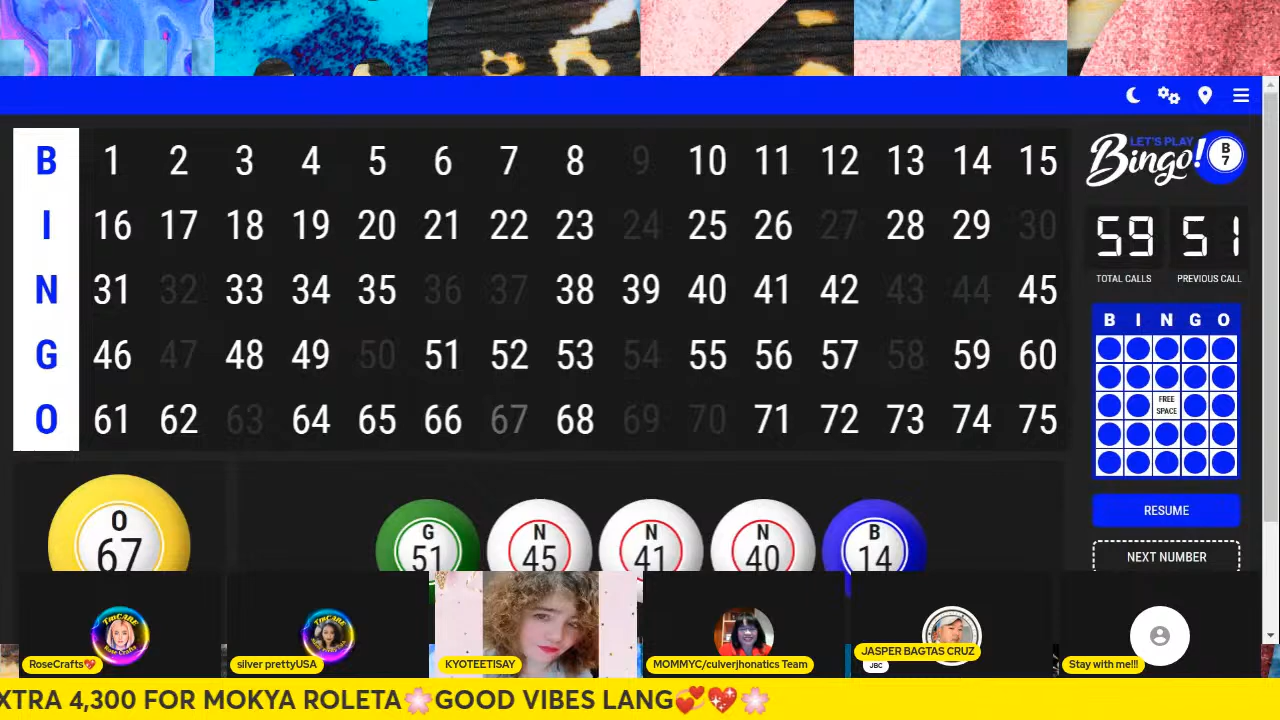 LET'S PLAY
Bingo!
B
7
B 1 2 3 4 5 6 7 8 9 10 11 12 13 14 15
I 16 17 18 19 20 21 22 23 24 25 26 27 28 29 30
N 31 32 33 34 35 36 37 38 39 40 41 42 43 44 45
G 46 47 48 49 50 51 52 53 54 55 56 57 58 59 60
O 61 62 63 64 65 66 67 68 69 70 71 72 73 74 75
59 51
TOTAL CALLS PREVIOUS CALL
B I N G O
FREE
SPACE
RESUME
NEXT NUMBER
O
67
G
51
N
45
N
41
N
40
B
14
RoseCrafts💖
silver prettyUSA
KYOTEETISAY
MOMMYC/culverjhonatics Team
JASPER BAGTAS CRUZ
JBC
Stay with me!!!
XTRA 4,300 FOR MOKYA ROLETA🌸GOOD VIBES LANG💞💖🌸